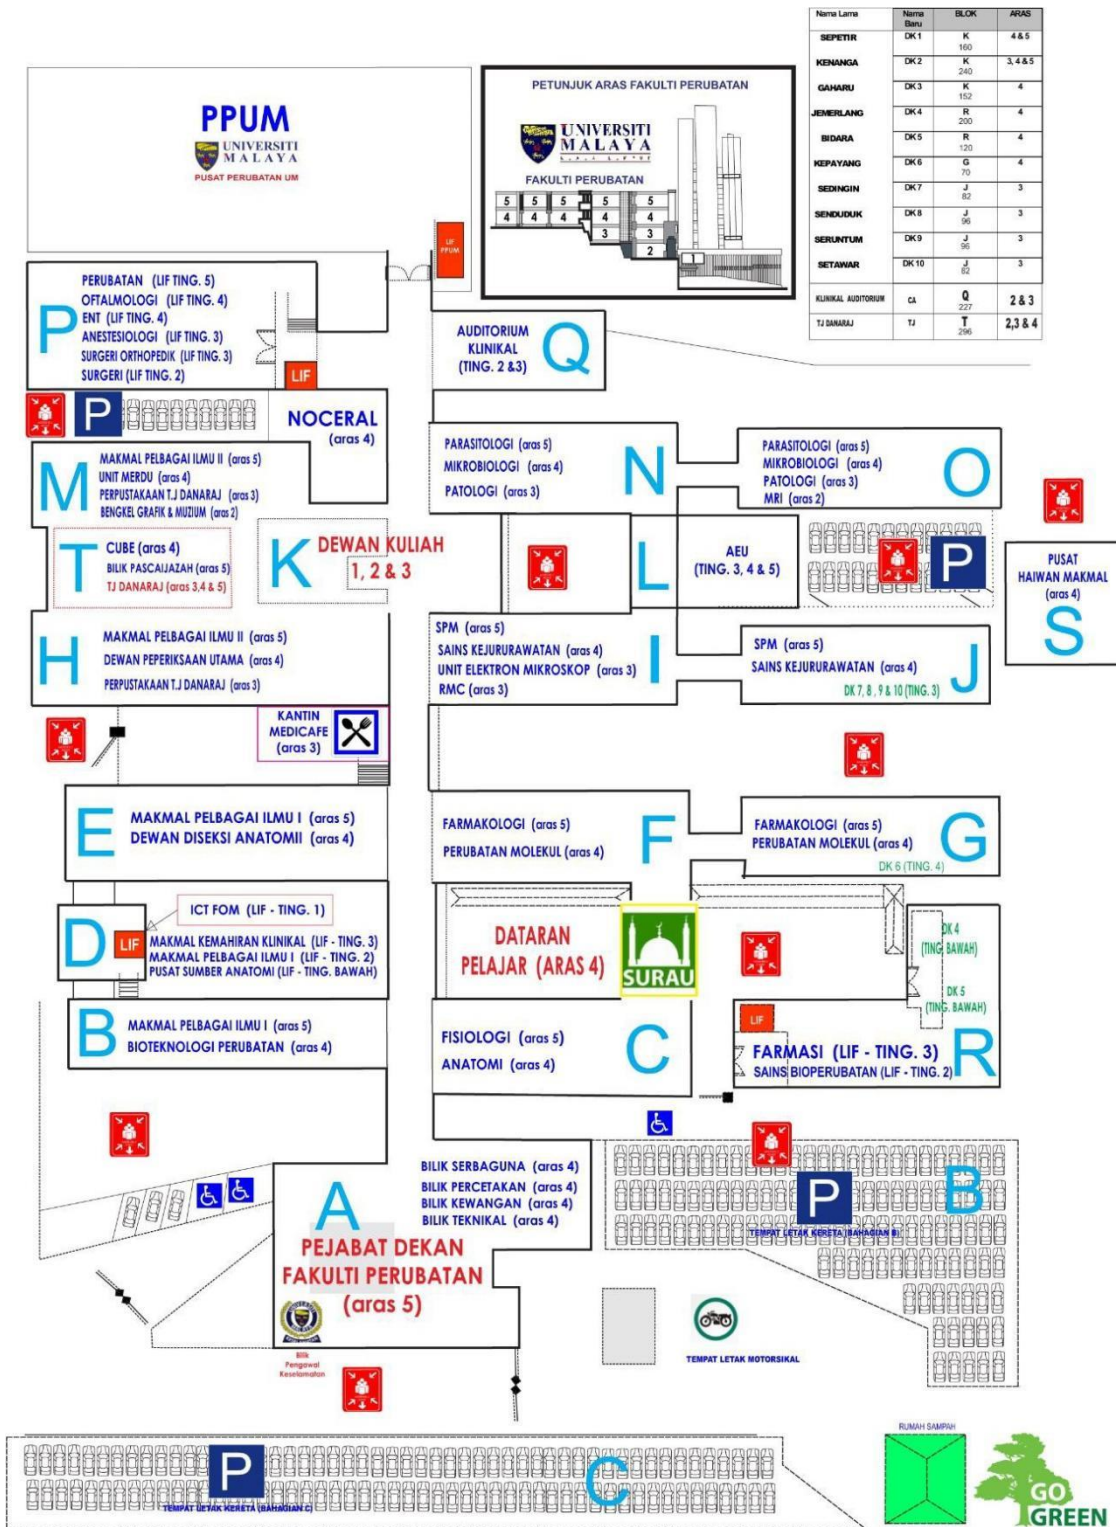 Nama Lama Nama Baru BLOK ARAS
SEPETIR DK 1 K 160 4 & 5
KENANGA DK 2 K 240 3, 4 & 5
GAHARU DK 3 K 152 4
JEMERLANG DK 4 R 200 4
BIDARA DK 5 R 120 4
KEPAYANG DK 6 G 70 4
SEDINGIN DK 7 J 82 3
SENDUDUK DK 8 J 96 3
SERUNTUM DK 9 J 96 3
SETAWAR DK 10 J 82 3
KLINIKAL AUDITORIUM CA Q 227 2 & 3
TJ DANARAJ TJ T 296 2,3 & 4
PPUM
UNIVERSITI
MALAYA
PUSAT PERUBATAN UM
PETUNJUK ARAS FAKULTI PERUBATAN
UNIVERSITI
MALAYA
FAKULTI PERUBATAN
5 5 5 5 5
4 4 4 4 4
3 3
2
1
LIF
PPUM
P
PERUBATAN (LIF TING. 5)
OFTALMOLOGI (LIF TING. 4)
ENT (LIF TING. 4)
ANESTESIOLOGI (LIF TING. 3)
SURGERI ORTHOPEDIK (LIF TING. 3)
SURGERI (LIF TING. 2)
LIF
AUDITORIUM
KLINIKAL
(TING. 2 &3)
Q
P
NOCERAL
(aras 4)
M
MAKMAL PELBAGAI ILMU II (aras 5)
UNIT MERDU (aras 4)
PERPUSTAKAAN T.J DANARAJ (aras 3)
BENGKEL GRAFIK & MUZIUM (aras 2)
PARASITOLOGI (aras 5)
MIKROBIOLOGI (aras 4)
PATOLOGI (aras 3)
N
PARASITOLOGI (aras 5)
MIKROBIOLOGI (aras 4)
PATOLOGI (aras 3)
MRI (aras 2)
O
T
CUBE (aras 4)
BILIK PASCAIJAZAH (aras 5)
TJ DANARAJ (aras 3,4 & 5)
K
DEWAN KULIAH
1, 2 & 3
L
AEU
(TING. 3, 4 & 5)
P
PUSAT
HAIWAN MAKMAL
(aras 4)
S
H
MAKMAL PELBAGAI ILMU II (aras 5)
DEWAN PEPERIKSAAN UTAMA (aras 4)
PERPUSTAKAAN T.J DANARAJ (aras 3)
SPM (aras 5)
SAINS KEJURURAWATAN (aras 4)
UNIT ELEKTRON MIKROSKOP (aras 3)
RMC (aras 3)
I
SPM (aras 5)
SAINS KEJURURAWATAN (aras 4)
DK 7, 8 , 9 & 10 (TING. 3)
J
KANTIN
MEDICAFE
(aras 3)
E
MAKMAL PELBAGAI ILMU I (aras 5)
DEWAN DISEKSI ANATOMII (aras 4)
FARMAKOLOGI (aras 5)
PERUBATAN MOLEKUL (aras 4)
F
FARMAKOLOGI (aras 5)
PERUBATAN MOLEKUL (aras 4)
DK 6 (TING. 4)
G
D
LIF
ICT FOM (LIF - TING. 1)
MAKMAL KEMAHIRAN KLINIKAL (LIF - TING. 3)
MAKMAL PELBAGAI ILMU I (LIF - TING. 2)
PUSAT SUMBER ANATOMI (LIF - TING. BAWAH)
DATARAN
PELAJAR (ARAS 4)
SURAU
DK 4
(TING. BAWAH)
DK 5
(TING. BAWAH)
B
MAKMAL PELBAGAI ILMU I (aras 5)
BIOTEKNOLOGI PERUBATAN (aras 4)
FISIOLOGI (aras 5)
ANATOMI (aras 4)
C
LIF
FARMASI (LIF - TING. 3)
SAINS BIOPERUBATAN (LIF - TING. 2)
R
A
BILIK SERBAGUNA (aras 4)
BILIK PERCETAKAN (aras 4)
BILIK KEWANGAN (aras 4)
BILIK TEKNIKAL (aras 4)
PEJABAT DEKAN
FAKULTI PERUBATAN
(aras 5)
Bilik
Pengawal
Keselamatan
P
B
TEMPAT LETAK KERETA (BAHAGIAN B)
TEMPAT LETAK MOTORSIKAL
P
C
TEMPAT LETAK KERETA (BAHAGIAN C)
RUMAH SAMPAH
GO
GREEN